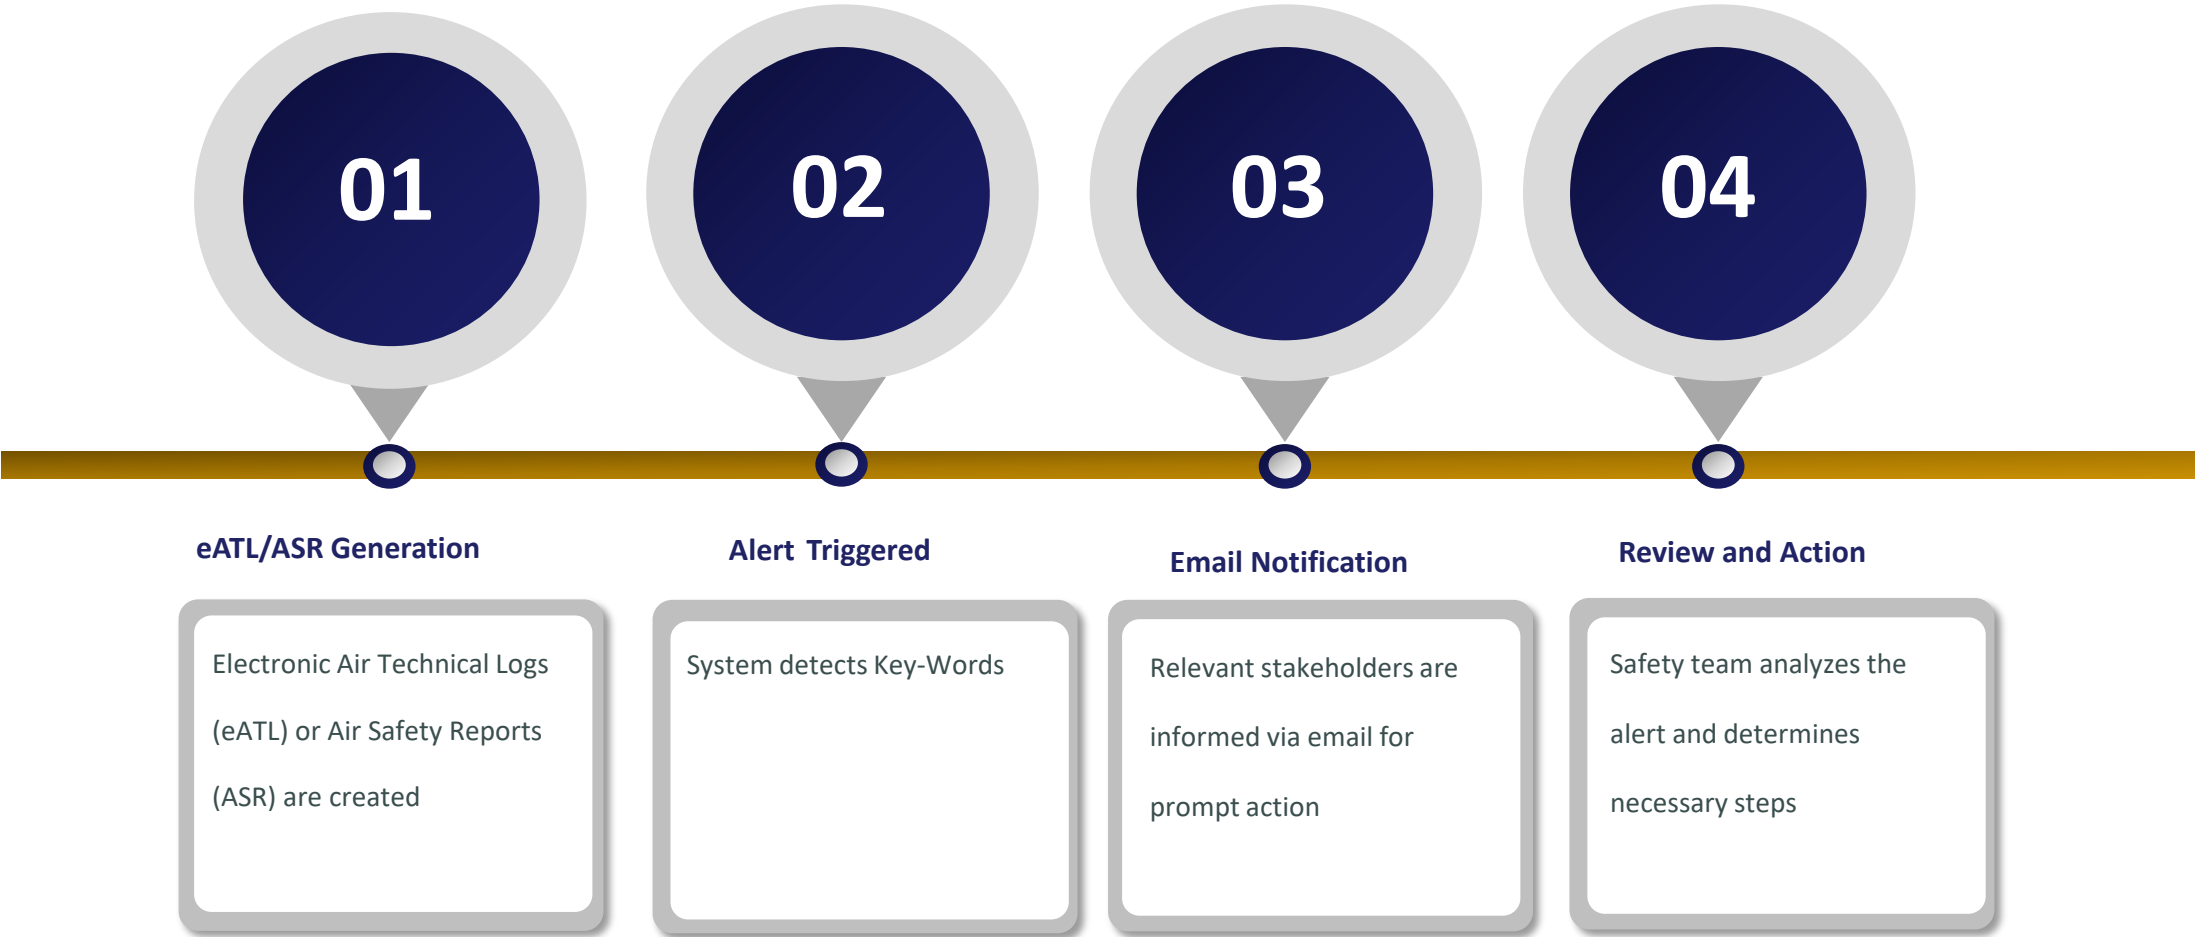 01
02
03
04
eATL/ASR Generation
Electronic Air Technical Logs
(eATL) or Air Safety Reports
(ASR) are created
Alert Triggered
System detects Key-Words
Email Notification
Relevant stakeholders are
informed via email for
prompt action
Review and Action
Safety team analyzes the
alert and determines
necessary steps